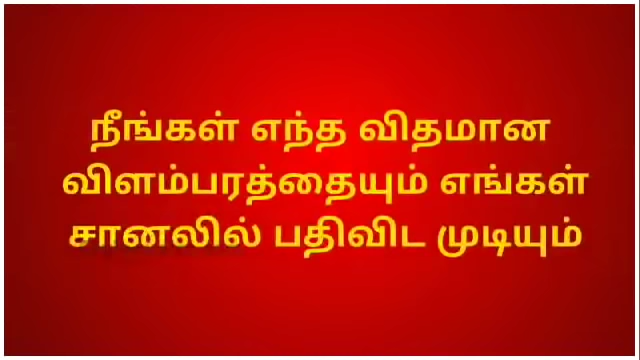 நீங்கள் எந்த விதமான
விளம்பரத்தையும் எங்கள்
சானலில் பதிவிட முடியும்